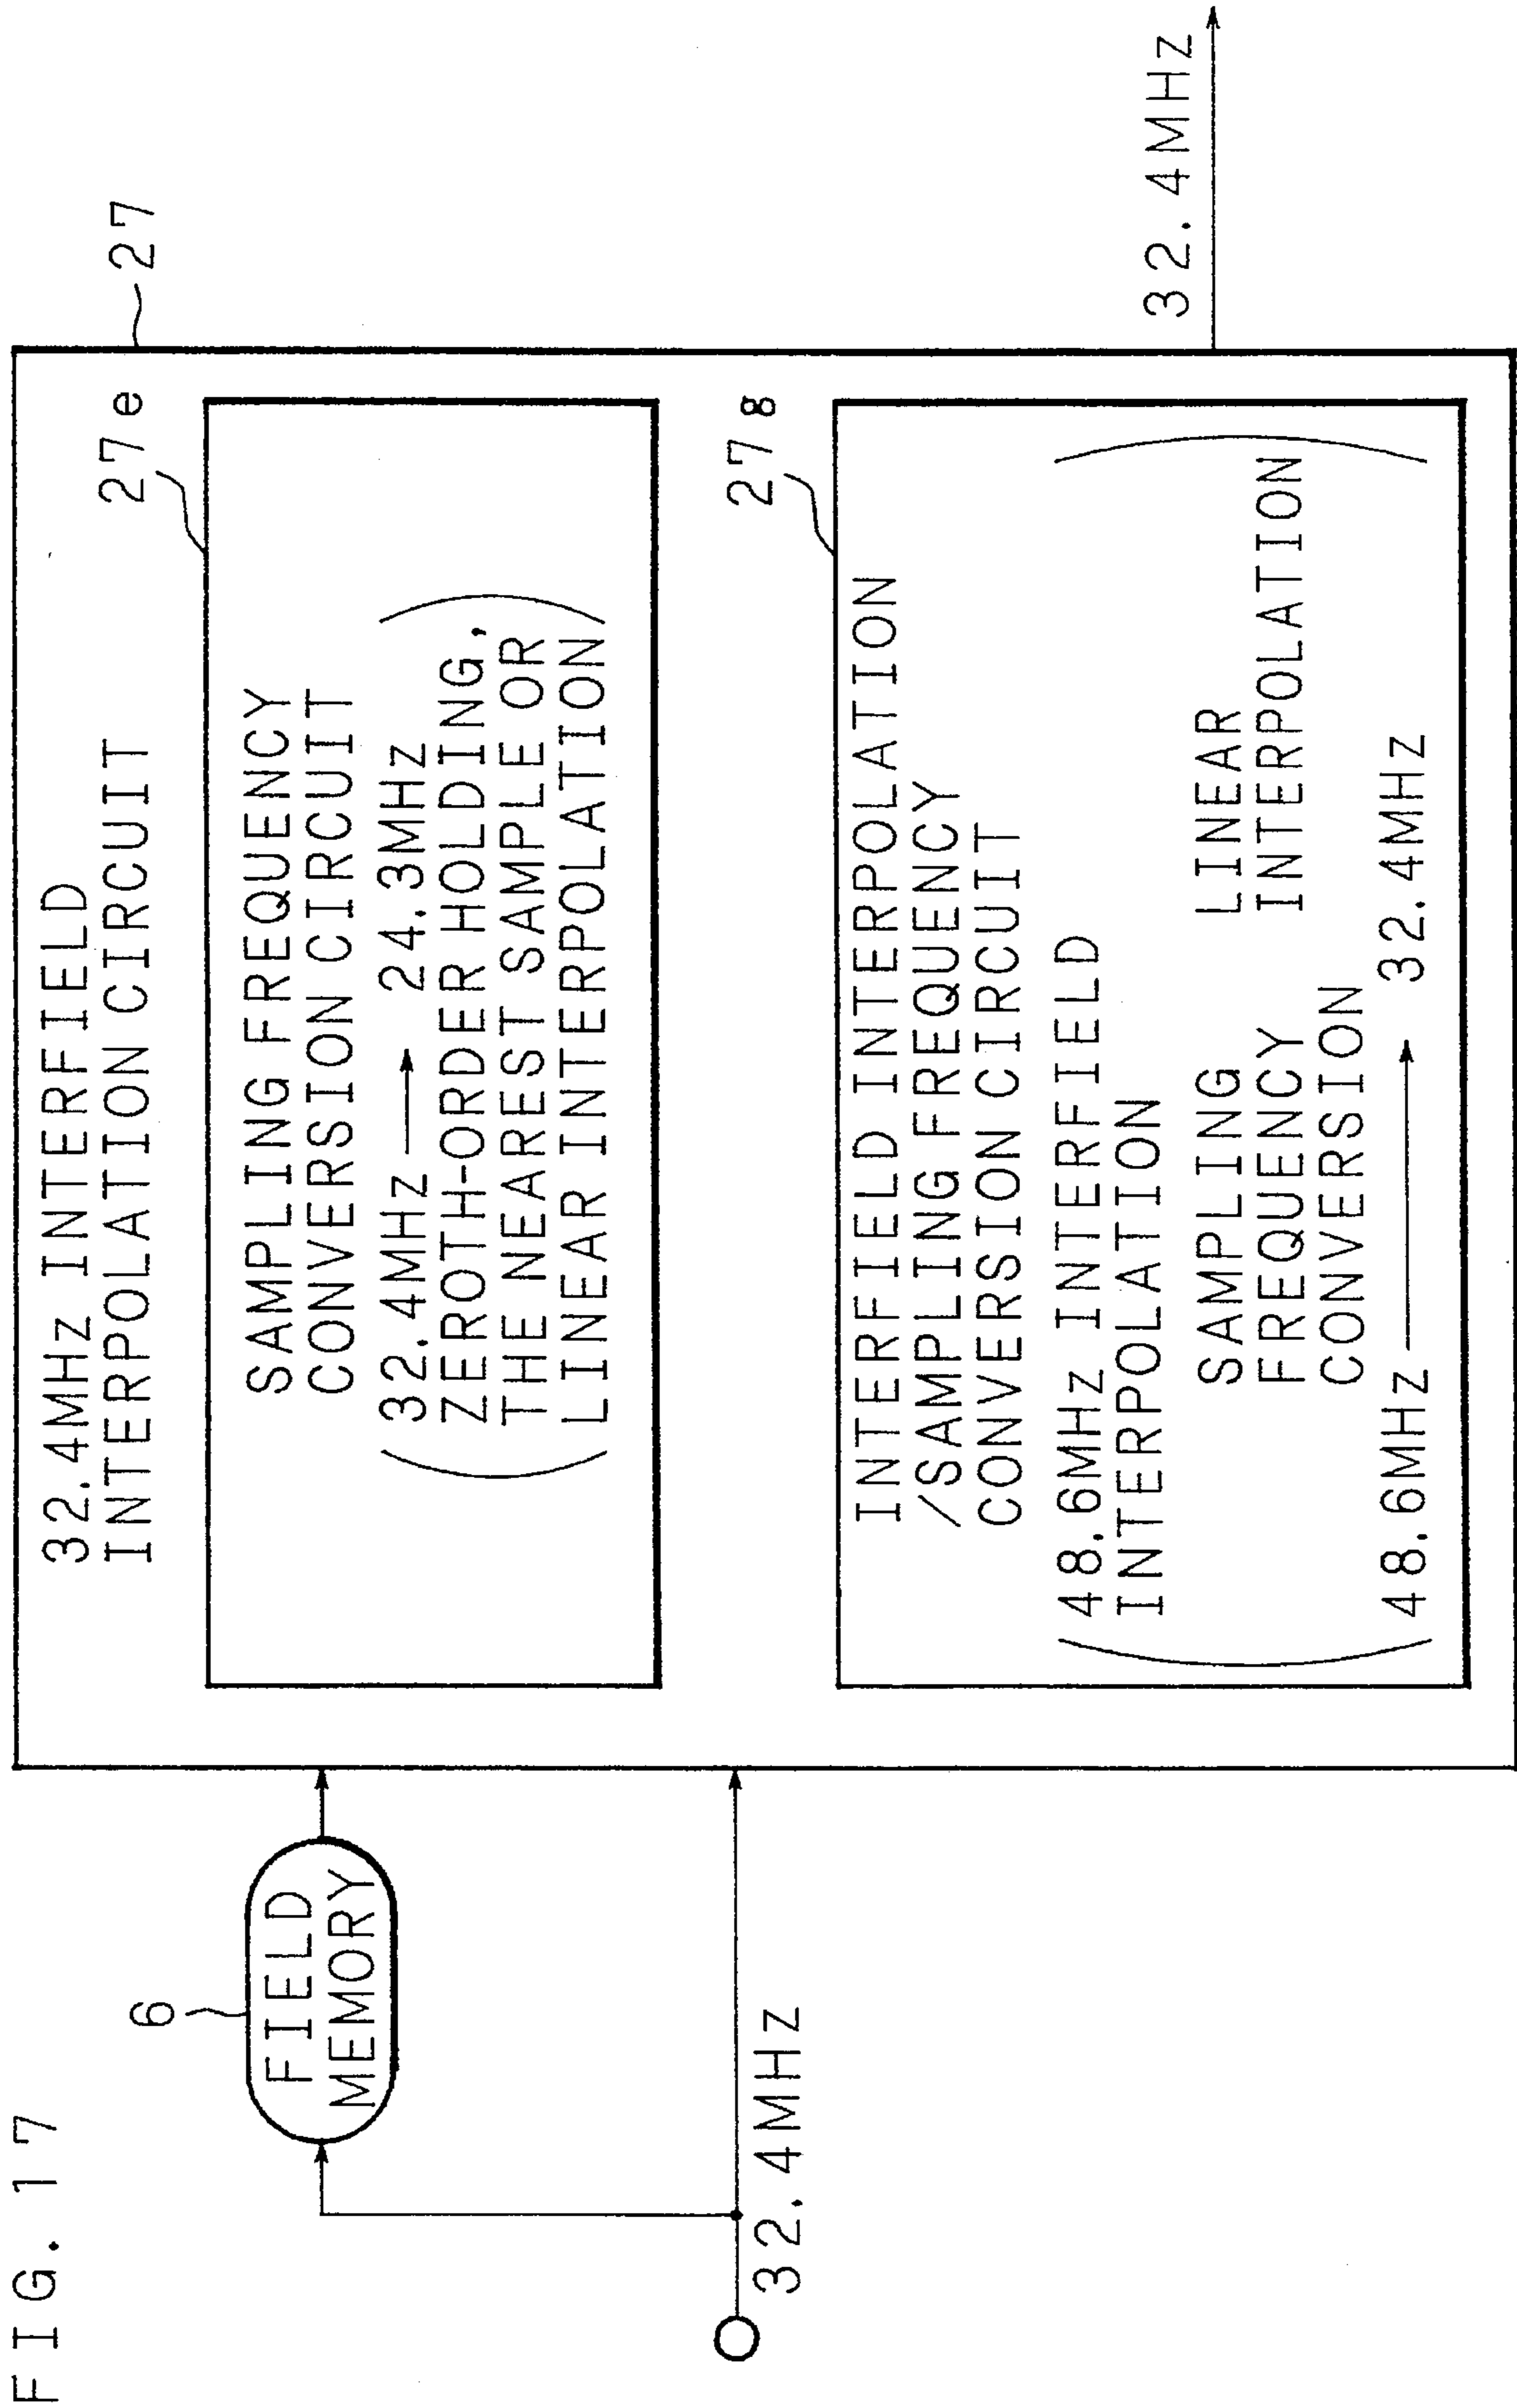 FIG. 17
6
FIELD
MEMORY
32.4MHz
27
32.4MHz INTERFIELD
INTERPOLATION CIRCUIT
27e
SAMPLING FREQUENCY
CONVERSION CIRCUIT
32.4MHz → 24.3MHz
ZEROTH-ORDER HOLDING,
THE NEAREST SAMPLE OR
LINEAR INTERPOLATION
27g
INTERFIELD INTERPOLATION
/SAMPLING FREQUENCY
CONVERSION CIRCUIT
48.6MHz INTERFIELD
INTERPOLATION
SAMPLING
FREQUENCY
CONVERSION
LINEAR
INTERPOLATION
48.6MHz → 32.4MHz
32.4MHz